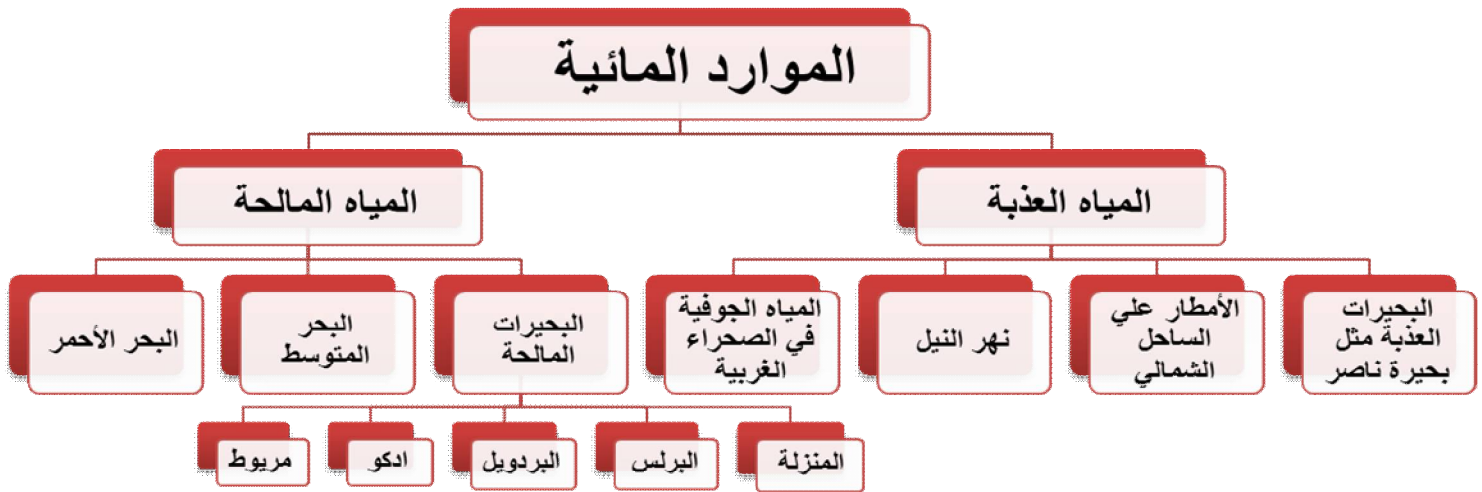 الموارد المائية
المياه العذبة
المياه المالحة
البحيرات
العذبة مثل
بحيرة ناصر
الأمطار علي
الساحل
الشمالي
نهر النيل
المياه الجوفية
في الصحراء
الغربية
البحيرات
المالحة
البحر
المتوسط
البحر الأحمر
المنزلة
البرلس
البردويل
ادكو
مريوط